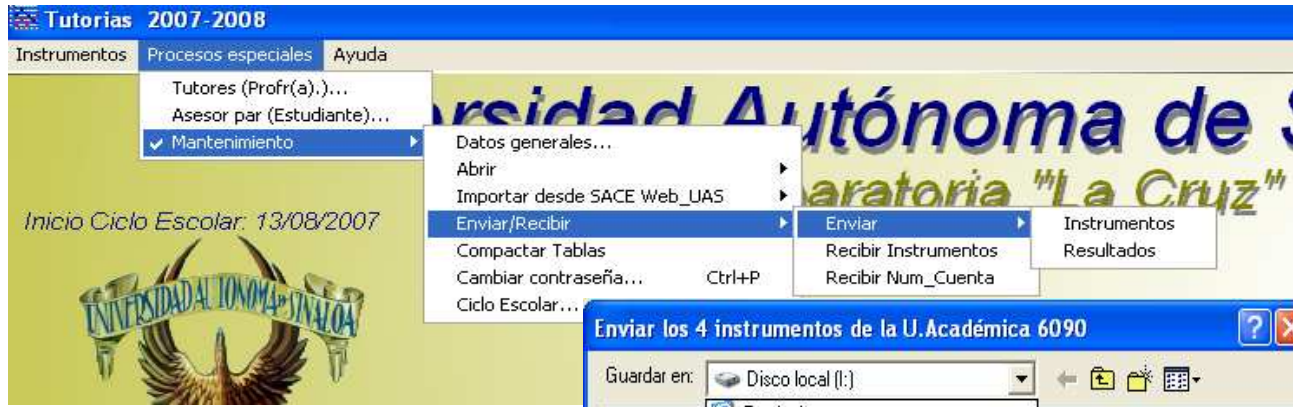 Tutorias 2007-2008
Instrumentos Procesos especiales Ayuda
Tutores (Profr(a).)...
Asesor par (Estudiante)...
Mantenimiento
Autónoma de
"La Cruz"
Inicio Ciclo Escolar: 13/08/2007
Datos generales...
Abrir
Importar desde SACE Web_UAS
Enviar/Recibir
Compactar Tablas
Cambiar contraseña... Ctrl+P
Ciclo Escolar...
Enviar
Recibir Instrumentos
Recibir Num_Cuenta
Instrumentos
Resultados
Enviar los 4 instrumentos de la U.Académica 6090
Guardar en: Disco local (I:)